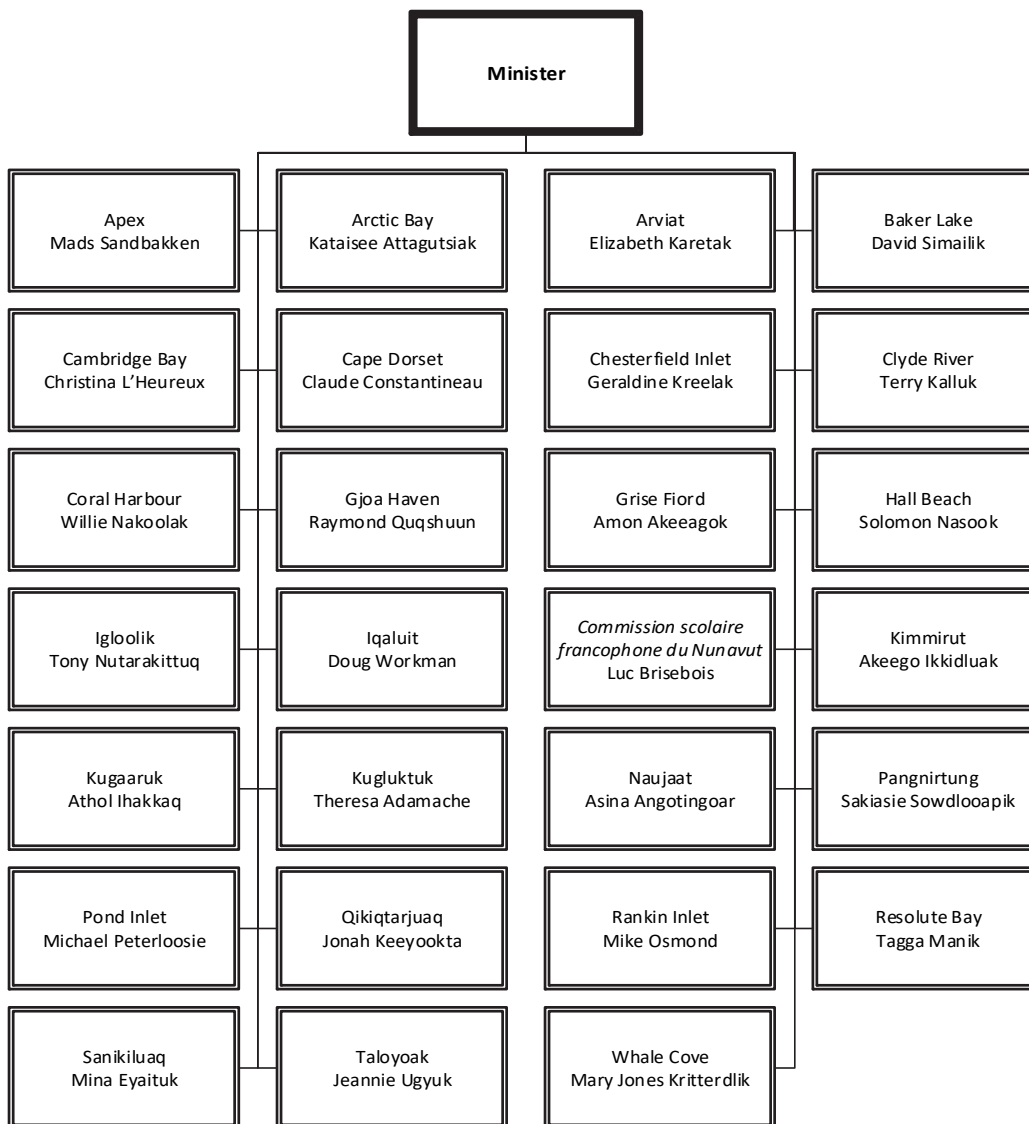 Minister
Apex
Mads Sandbakken
Arctic Bay
Kataisee Attagutsiak
Arviat
Elizabeth Karetak
Baker Lake
David Simailik
Cambridge Bay
Christina L’Heureux
Cape Dorset
Claude Constantineau
Chesterfield Inlet
Geraldine Kreelak
Clyde River
Terry Kalluk
Coral Harbour
Willie Nakoolak
Gjoa Haven
Raymond Quqshuun
Grise Fiord
Amon Akeeagok
Hall Beach
Solomon Nasook
Igloolik
Tony Nutarakittuq
Iqaluit
Doug Workman
Commission scolaire
francophone du Nunavut
Luc Brisebois
Kimmirut
Akeego Ikkidluak
Kugaaruk
Athol Ihakkaq
Kugluktuk
Theresa Adamache
Naujaat
Asina Angotingoar
Pangnirtung
Sakiasie Sowdlooapik
Pond Inlet
Michael Peterloosie
Qikiqtarjuaq
Jonah Keeyookta
Rankin Inlet
Mike Osmond
Resolute Bay
Tagga Manik
Sanikiluaq
Mina Eyaituk
Taloyoak
Jeannie Ugyuk
Whale Cove
Mary Jones Kritterdlik